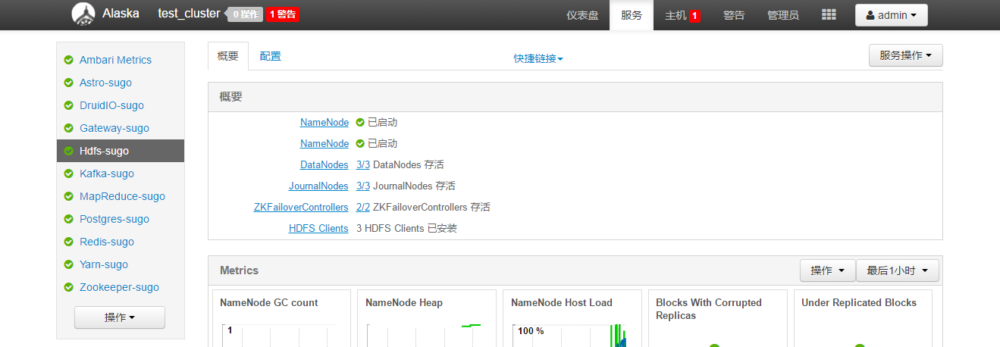 Alaska test_cluster 0 操作 1 警告 仪表盘 服务 主机 1 警告 管理员 admin
Ambari Metrics
Astro-sugo
DruidIO-sugo
Gateway-sugo
Hdfs-sugo
Kafka-sugo
MapReduce-sugo
Postgres-sugo
Redis-sugo
Yarn-sugo
Zookeeper-sugo
操作
概要 配置 快捷链接 服务操作
概要
NameNode 已启动
NameNode 已启动
DataNodes 3/3 DataNodes 存活
JournalNodes 3/3 JournalNodes 存活
ZKFailoverControllers 2/2 ZKFailoverControllers 存活
HDFS Clients 3 HDFS Clients 已安装
Metrics 操作 最后1小时
NameNode GC count
1
NameNode Heap
NameNode Host Load
100 %
Blocks With Corrupted
Replicas
Under Replicated Blocks